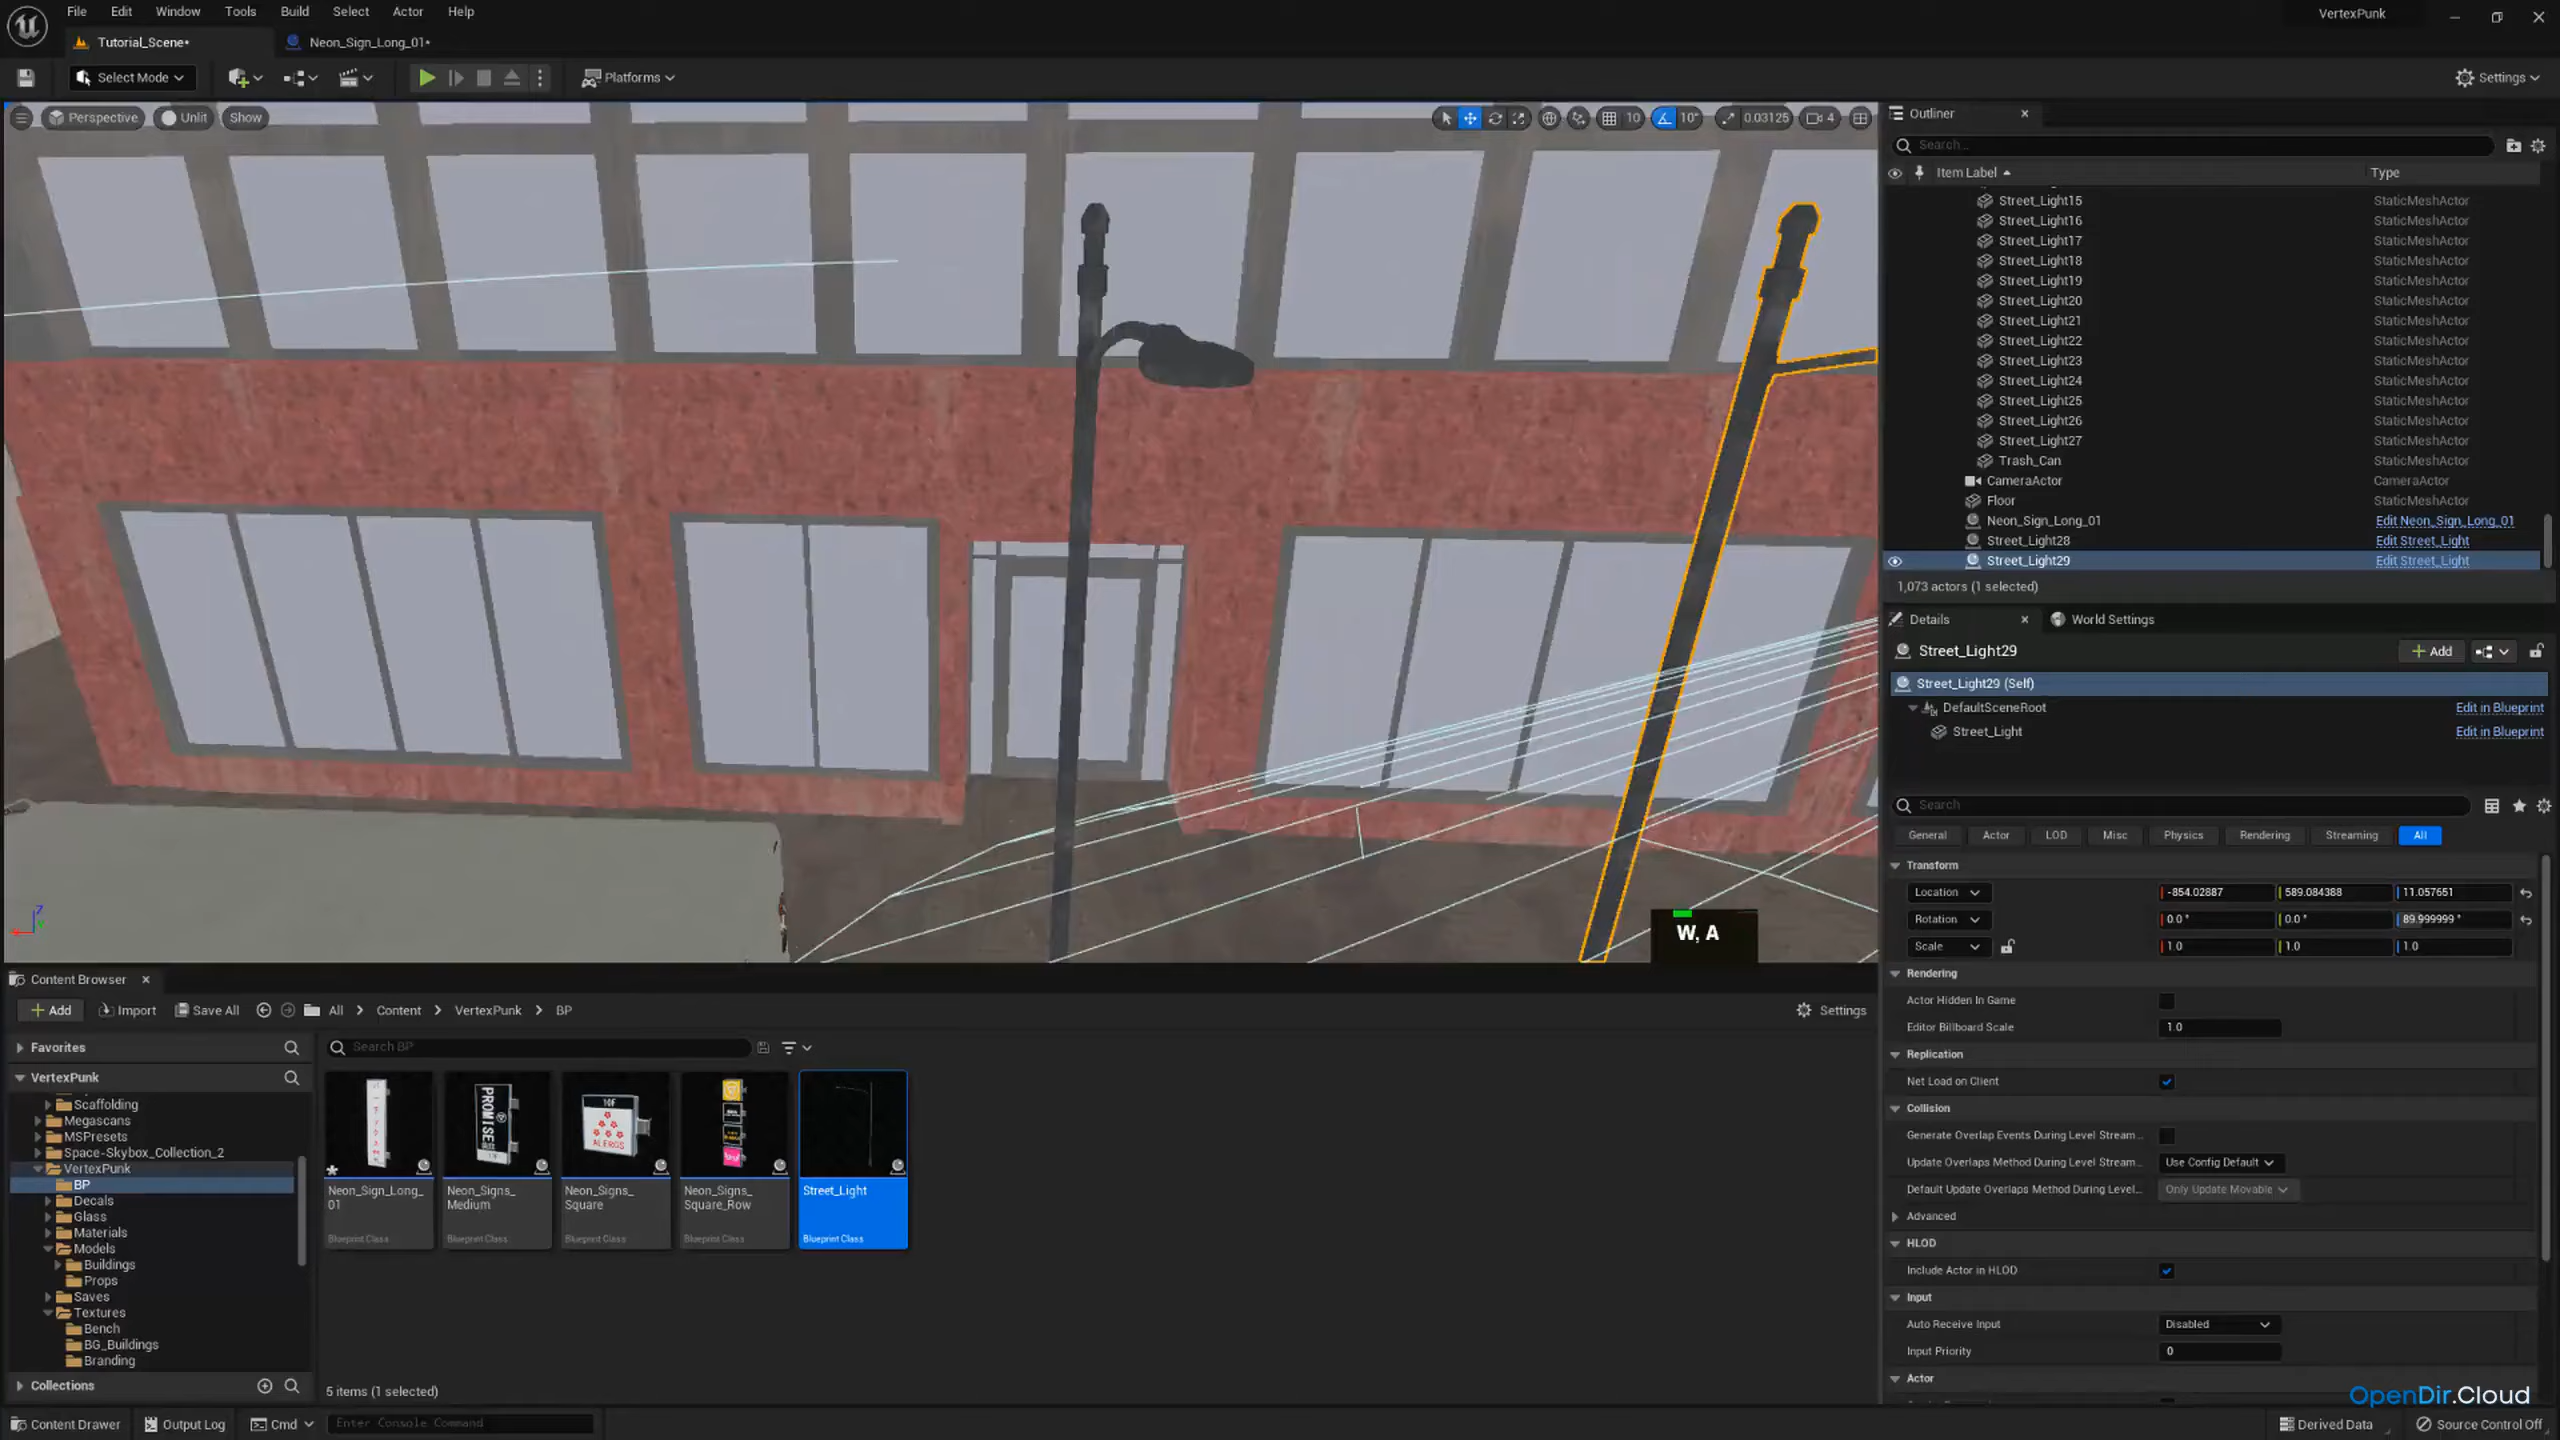 File Edit Window Tools Build Select Actor Help
VertexPunk
Tutorial_Scene*
Neon_Sign_Long_01*
Select Mode
Platforms
Settings
Perspective
Unlit
Show
10
10°
0.03125
4
Outliner
Search...
Item Label
Type
Street_Light15 StaticMeshActor
Street_Light16 StaticMeshActor
Street_Light17 StaticMeshActor
Street_Light18 StaticMeshActor
Street_Light19 StaticMeshActor
Street_Light20 StaticMeshActor
Street_Light21 StaticMeshActor
Street_Light22 StaticMeshActor
Street_Light23 StaticMeshActor
Street_Light24 StaticMeshActor
Street_Light25 StaticMeshActor
Street_Light26 StaticMeshActor
Street_Light27 StaticMeshActor
Trash_Can StaticMeshActor
CameraActor CameraActor
Floor StaticMeshActor
Neon_Sign_Long_01 Edit Neon_Sign_Long_01
Street_Light28 Edit Street_Light
Street_Light29 Edit Street_Light
1,073 actors (1 selected)
Details
World Settings
Street_Light29
Add
Street_Light29 (Self)
DefaultSceneRoot Edit in Blueprint
Street_Light Edit in Blueprint
Search
General Actor LOD Misc Physics Rendering Streaming All
Transform
Location -854.02887 589.084388 11.057651
Rotation 0.0° 0.0° 89.999999°
Scale 1.0 1.0 1.0
Rendering
Actor Hidden In Game
Editor Billboard Scale 1.0
Replication
Net Load on Client
Collision
Generate Overlap Events During Level Stream...
Update Overlaps Method During Level Stream... Use Config Default
Default Update Overlaps Method During Level... Only Update Movable
Advanced
HLOD
Include Actor in HLOD
Input
Auto Receive Input Disabled
Input Priority 0
Actor
OpenDir.Cloud
W, A
Z
Content Browser
Add Import Save All All Content VertexPunk BP
Settings
Favorites
Search BP
VertexPunk
Scaffolding
Megascans
MSPresets
Space-Skybox_Collection_2
VertexPunk
BP
Decals
Glass
Materials
Models
Buildings
Props
Saves
Textures
Bench
BG_Buildings
Branding
Collections
PROMISE
10F
ALERGS
Neon_Sign_Long_
01
Blueprint Class
Neon_Signs_
Medium
Blueprint Class
Neon_Signs_
Square
Blueprint Class
Neon_Signs_
Square_Row
Blueprint Class
Street_Light
Blueprint Class
5 items (1 selected)
Content Drawer
Output Log
Cmd
Enter Console Command
Derived Data
Source Control Off